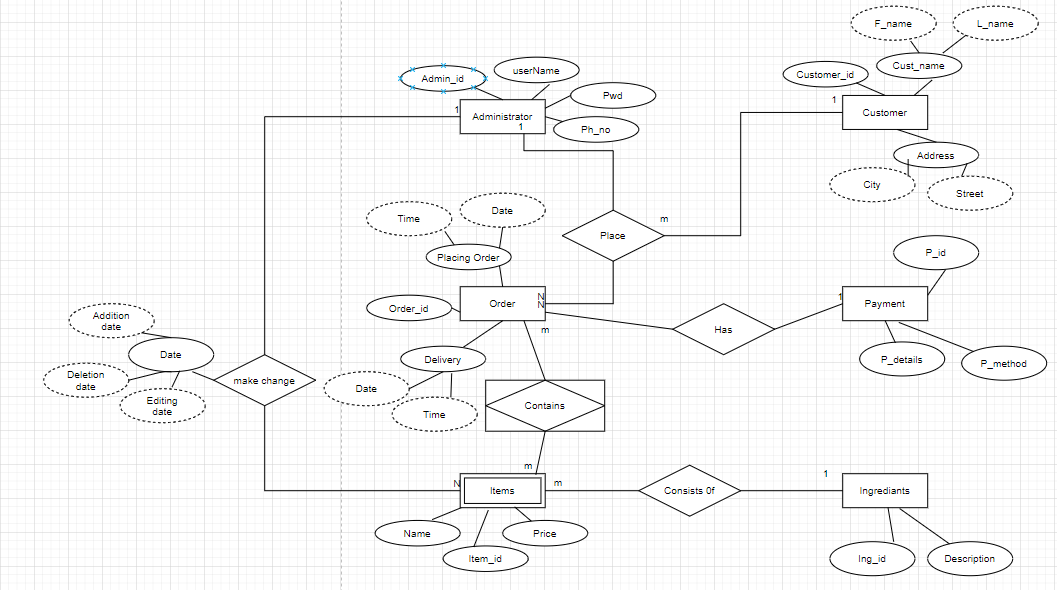 F_name
L_name
Admin_id
userName
Cust_name
Customer_id
Pwd
1
1
Administrator
1
Customer
Ph_no
Address
City
Street
Time
Date
m
Place
Placing Order
P_id
Order_id
Order
N
N
1
Payment
Addition
date
m
Has
Date
Delivery
P_details
P_method
Deletion
date
make change
Date
Editing
date
Time
Contains
m
N
Items
m
Consists 0f
1
Ingrediants
Name
Price
Item_id
Ing_id
Description